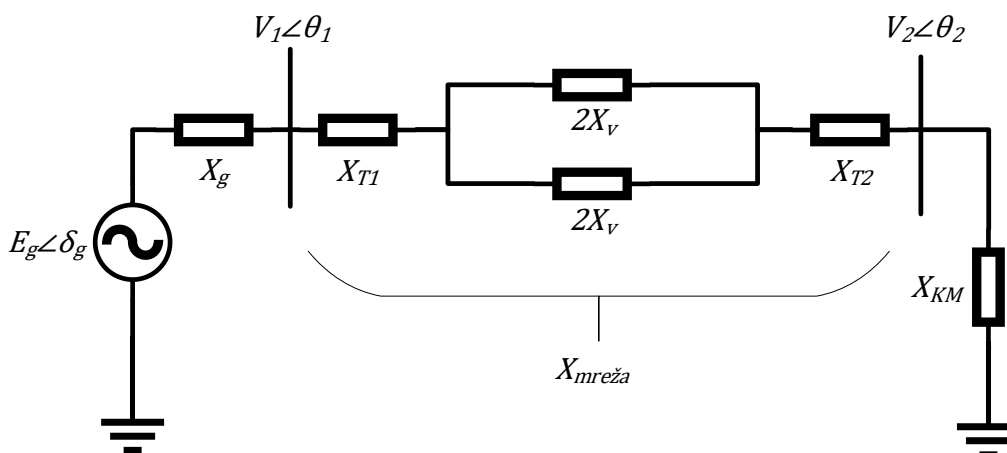 V1∠θ1
V2∠θ2
2Xv
Xg
XT1
XT2
2Xv
Eg∠δg
XKM
Xmreža